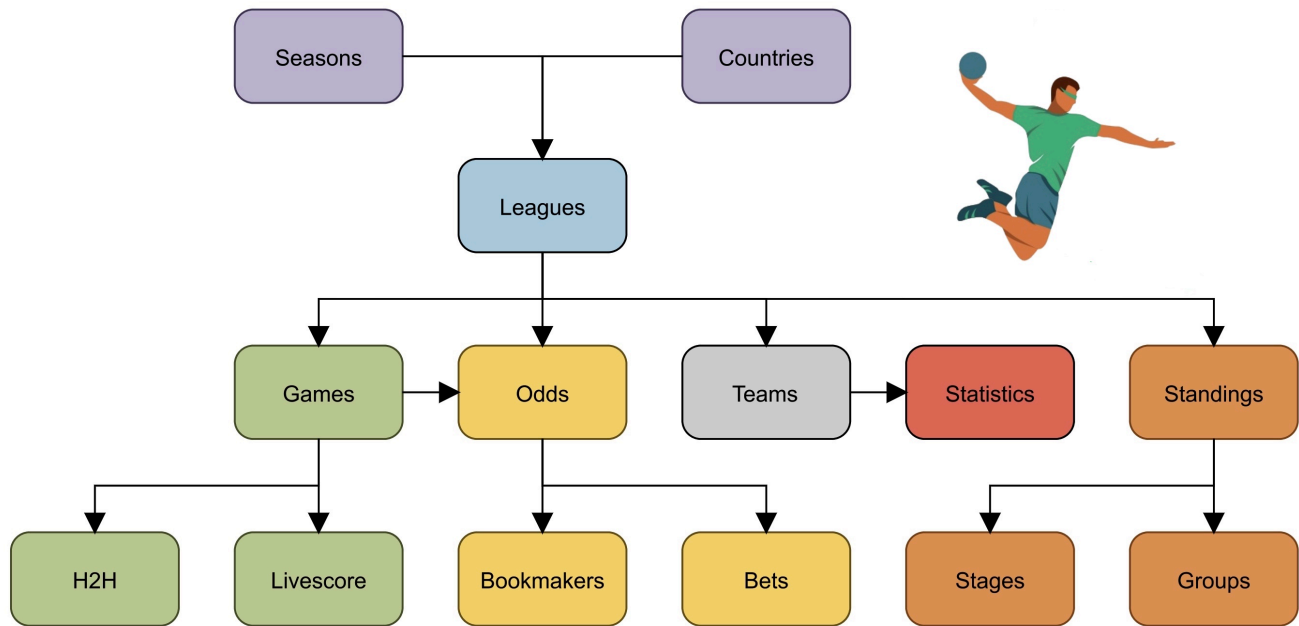 Seasons
Countries
Leagues
Games
Odds
Teams
Statistics
Standings
H2H
Livescore
Bookmakers
Bets
Stages
Groups